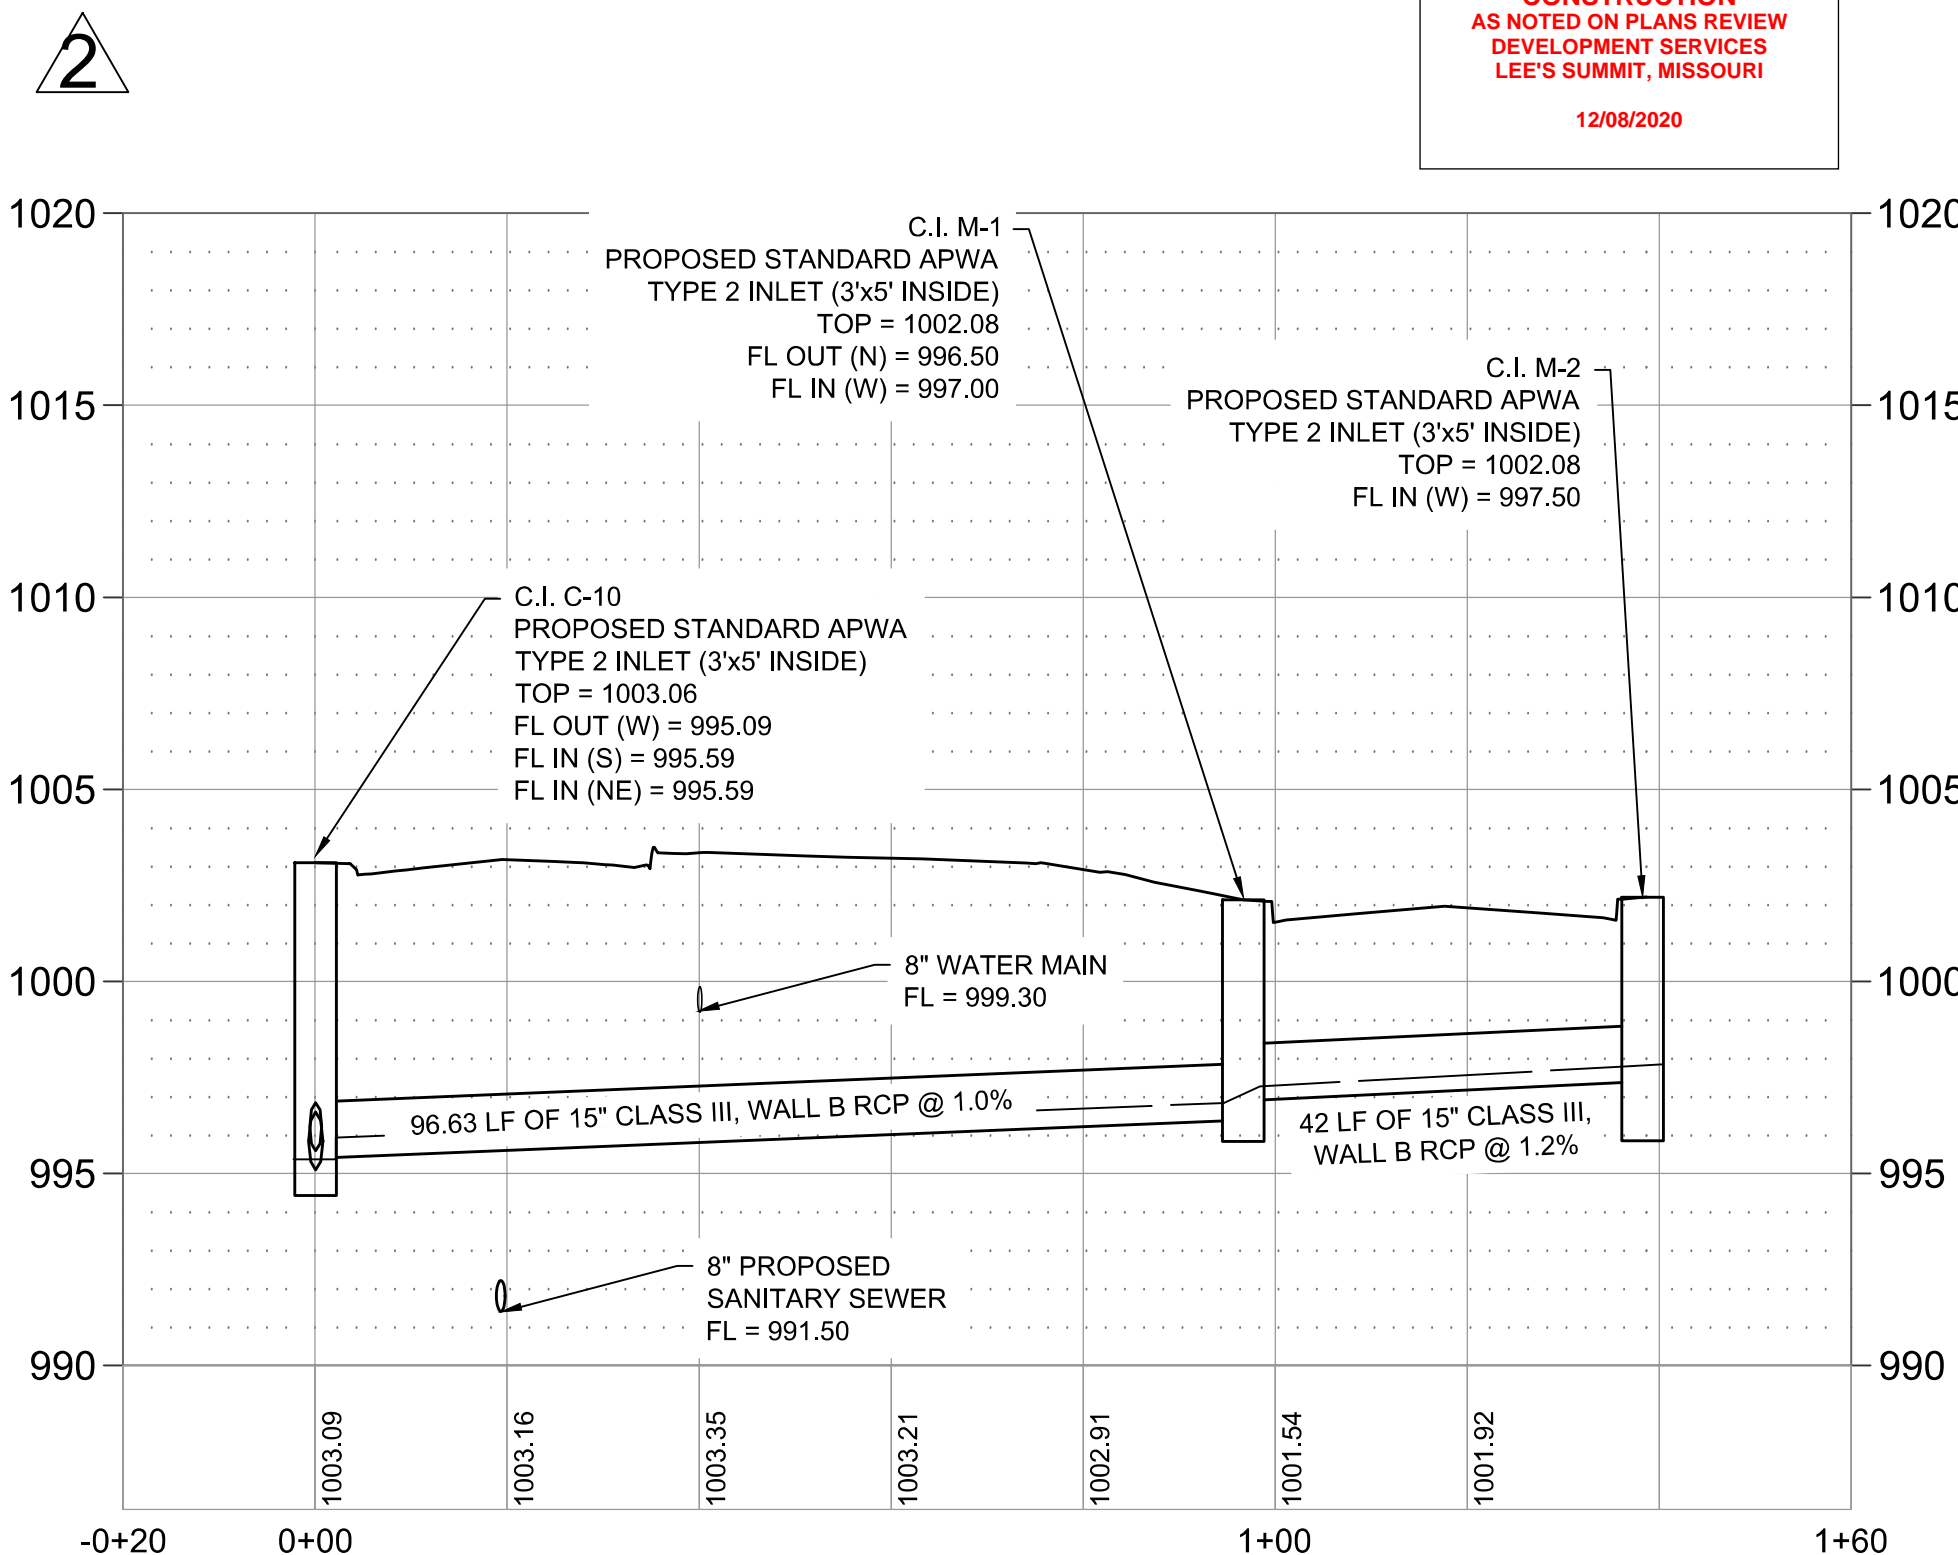 2
CONSTRUCTION
AS NOTED ON PLANS REVIEW
DEVELOPMENT SERVICES
LEE'S SUMMIT, MISSOURI
12/08/2020
1020
1020
C.I. M-1
PROPOSED STANDARD APWA
TYPE 2 INLET (3'x5' INSIDE)
TOP = 1002.08
FL OUT (N) = 996.50
FL IN (W) = 997.00
C.I. M-2
PROPOSED STANDARD APWA
TYPE 2 INLET (3'x5' INSIDE)
TOP = 1002.08
FL IN (W) = 997.50
1015
1015
1010
1010
C.I. C-10
PROPOSED STANDARD APWA
TYPE 2 INLET (3'x5' INSIDE)
TOP = 1003.06
FL OUT (W) = 995.09
FL IN (S) = 995.59
FL IN (NE) = 995.59
1005
1005
8" WATER MAIN
FL = 999.30
1000
1000
96.63 LF OF 15" CLASS III, WALL B RCP @ 1.0%
42 LF OF 15" CLASS III,
WALL B RCP @ 1.2%
995
995
8" PROPOSED
SANITARY SEWER
FL = 991.50
990
990
1003.09
1003.16
1003.35
1003.21
1002.91
1001.54
1001.92
-0+20
0+00
1+00
1+60